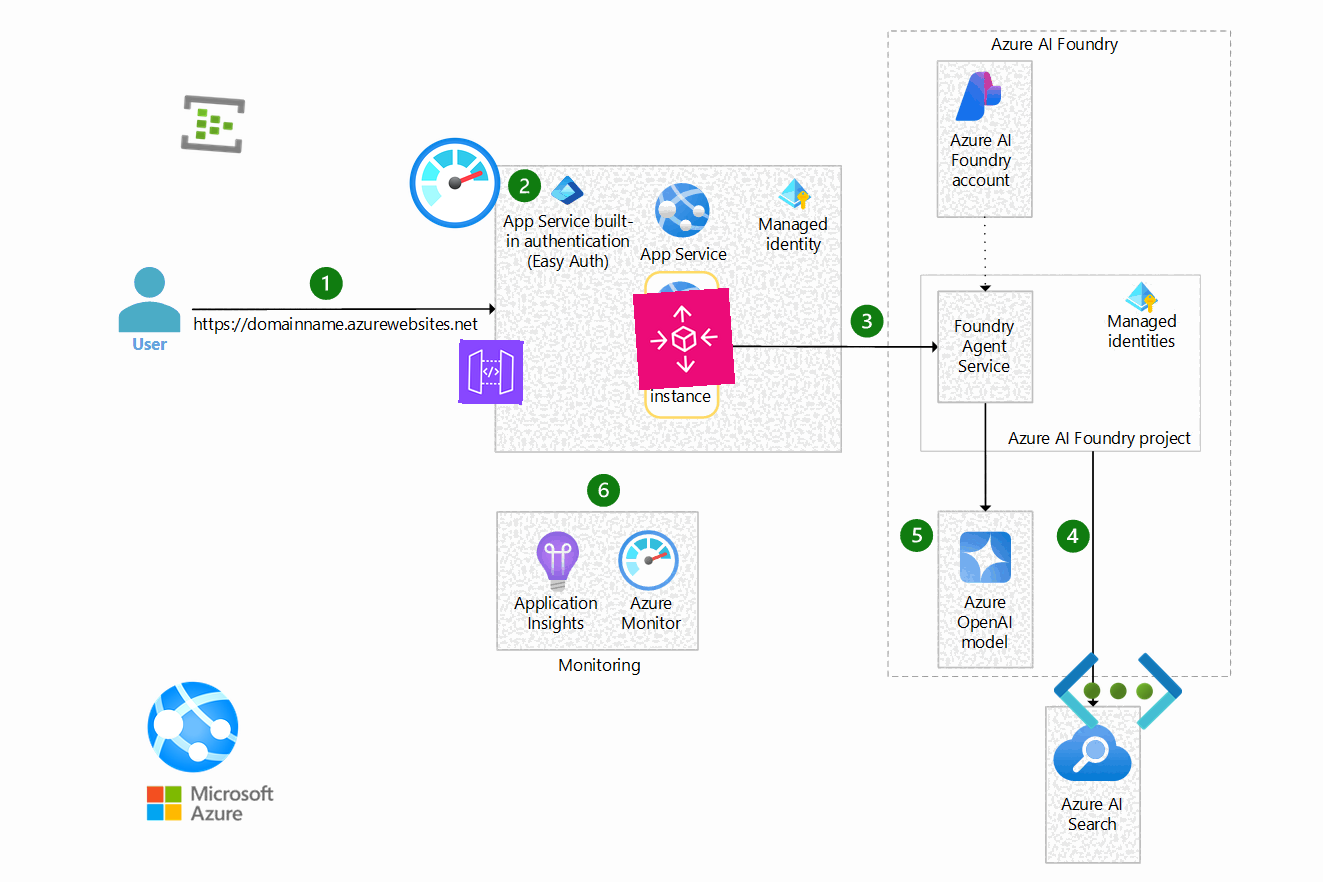 Azure AI Foundry
Azure AI
Foundry
account
2
App Service built-
in authentication
(Easy Auth)
App Service
Managed
identity
1
https://domainname.azurewebsites.net
User
instance
3
Foundry
Agent
Service
Managed
identities
Azure AI Foundry project
6
Application
Insights
Azure
Monitor
Monitoring
5
4
Azure
OpenAI
model
Azure AI
Search
Microsoft
Azure